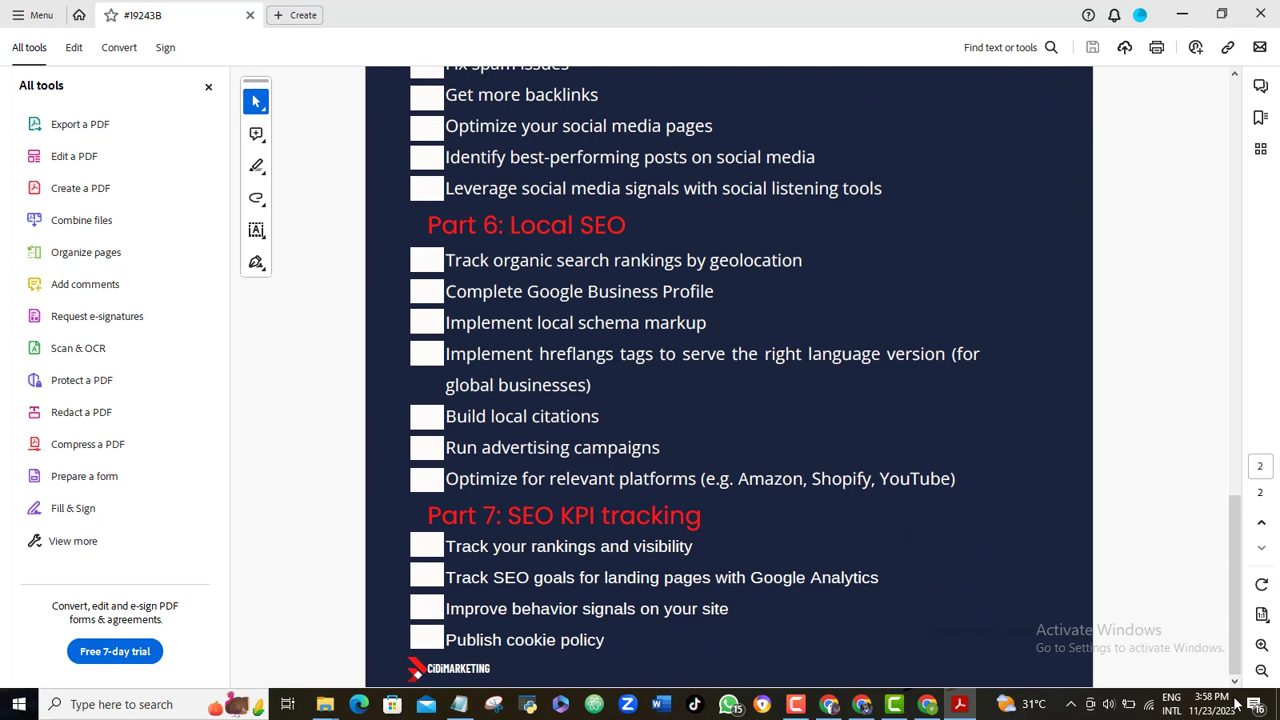 Menu
#19243B
Create
All tools
Edit
Convert
Sign
Find text or tools
All tools
Export a PDF
Edit a PDF
Create a PDF
Combine files
Organize pages
Add comments
Request e-signatures
Scan & OCR
Protect a PDF
Redact a PDF
Compress a PDF
Prepare a form
Fill & Sign
View more
Convert, edit and e-sign PDF
forms & agreements.
Free 7-day trial
Fix spam issues
Get more backlinks
Optimize your social media pages
Identify best-performing posts on social media
Leverage social media signals with social listening tools
Part 6: Local SEO
Track organic search rankings by geolocation
Complete Google Business Profile
Implement local schema markup
Implement hreflangs tags to serve the right language version (for
global businesses)
Build local citations
Run advertising campaigns
Optimize for relevant platforms (e.g. Amazon, Shopify, YouTube)
Part 7: SEO KPI tracking
Track your rankings and visibility
Track SEO goals for landing pages with Google Analytics
Improve behavior signals on your site
Publish cookie policy
CiDiMARKETING
2
2
Activate Windows
Go to Settings to activate Windows.
Type here to search
15
31°C
ENG
INTL
3:58 PM
11/23/2023
16